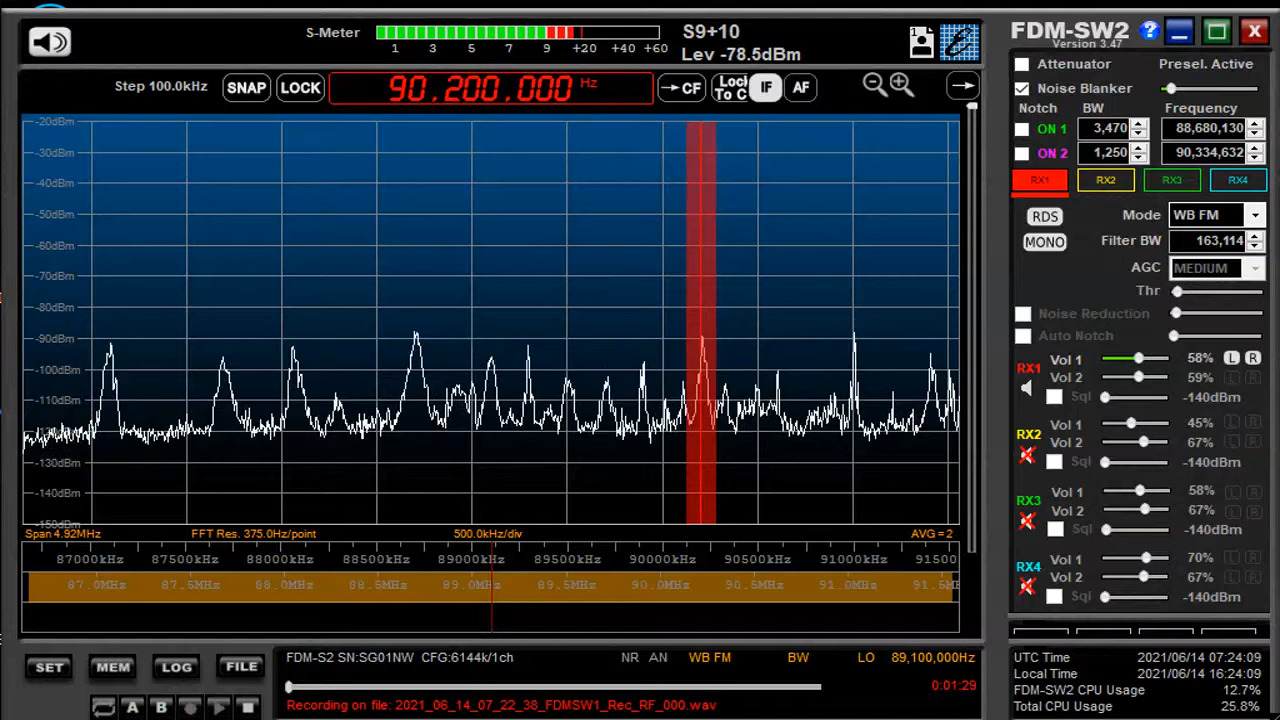 S-Meter
1 3 5 7 9 +20 +40 +60
S9+10
Lev -78.5dBm
1
Step 100.0kHz
SNAP
LOCK
90,200,000 Hz
→CF
Lock
To C
IF
AF
-20dBm
-30dBm
-40dBm
-50dBm
-60dBm
-70dBm
-80dBm
-90dBm
-100dBm
-110dBm
-120dBm
-130dBm
-140dBm
-150dBm
Span 4.92MHz
FFT Res. 375.0Hz/point
500.0kHz/div
AVG = 2
87000kHz 87500kHz 88000kHz 88500kHz 89000kHz 89500kHz 90000kHz 90500kHz 91000kHz 91500
87.0MHz 87.5MHz 88.0MHz 88.5MHz 89.0MHz 89.5MHz 90.0MHz 90.5MHz 91.0MHz 91.5M
SET
MEM
LOG
FILE
A
B
FDM-S2 SN:SG01NW CFG:6144k/1ch
NR AN WB FM BW LO 89,100,000Hz
0:01:29
Recording on file: 2021_06_14_07_22_38_FDMSW1_Rec_RF_000.wav
FDM-SW2
Version 3.47
?
Attenuator
Presel. Active
Noise Blanker
Notch BW Frequency
ON 1 3,470 88,680,130
ON 2 1,250 90,334,632
RX1 RX2 RX3 RX4
RDS
Mode WB FM
MONO
Filter BW 163,114
AGC MEDIUM
Thr
Noise Reduction
Auto Notch
RX1
Vol 1 58% L R
Vol 2 59% L R
Sql -140dBm
RX2
Vol 1 45% L R
Vol 2 67% L R
Sql -140dBm
RX3
Vol 1 58% L R
Vol 2 67% L R
Sql -140dBm
RX4
Vol 1 70% L R
Vol 2 67% L R
Sql -140dBm
UTC Time 2021/06/14 07:24:09
Local Time 2021/06/14 16:24:09
FDM-SW2 CPU Usage 12.7%
Total CPU Usage 25.8%